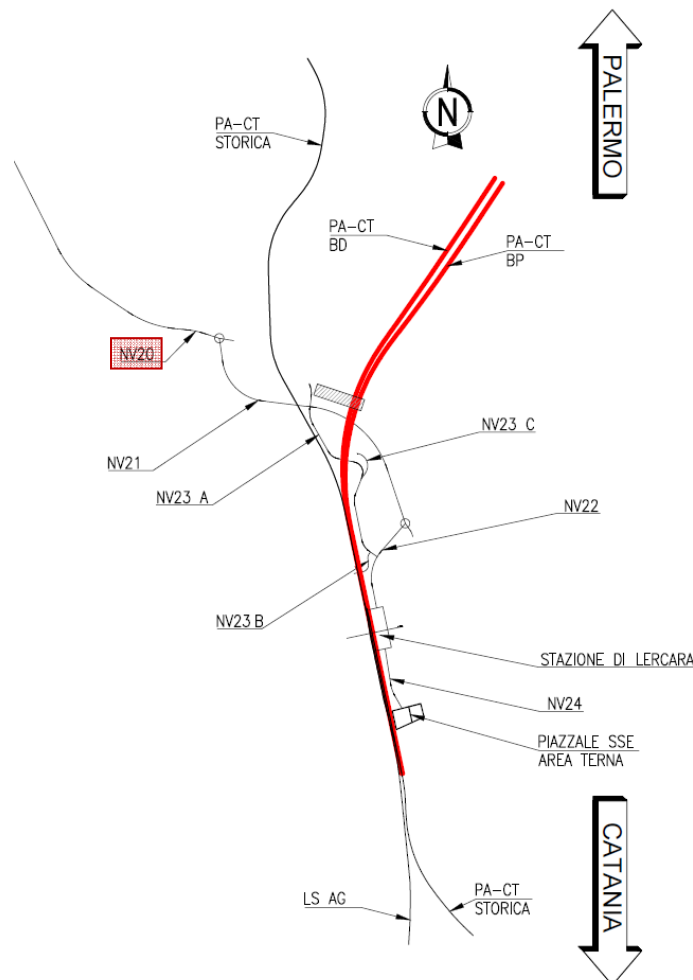 PALERMO
N
PA-CT
STORICA
PA-CT
BD
PA-CT
BP
NV20
NV23 C
NV21
NV23 A
NV22
NV23 B
STAZIONE DI LERCARA
NV24
PIAZZALE SSE
AREA TERNA
CATANIA
LS AG
PA-CT
STORICA